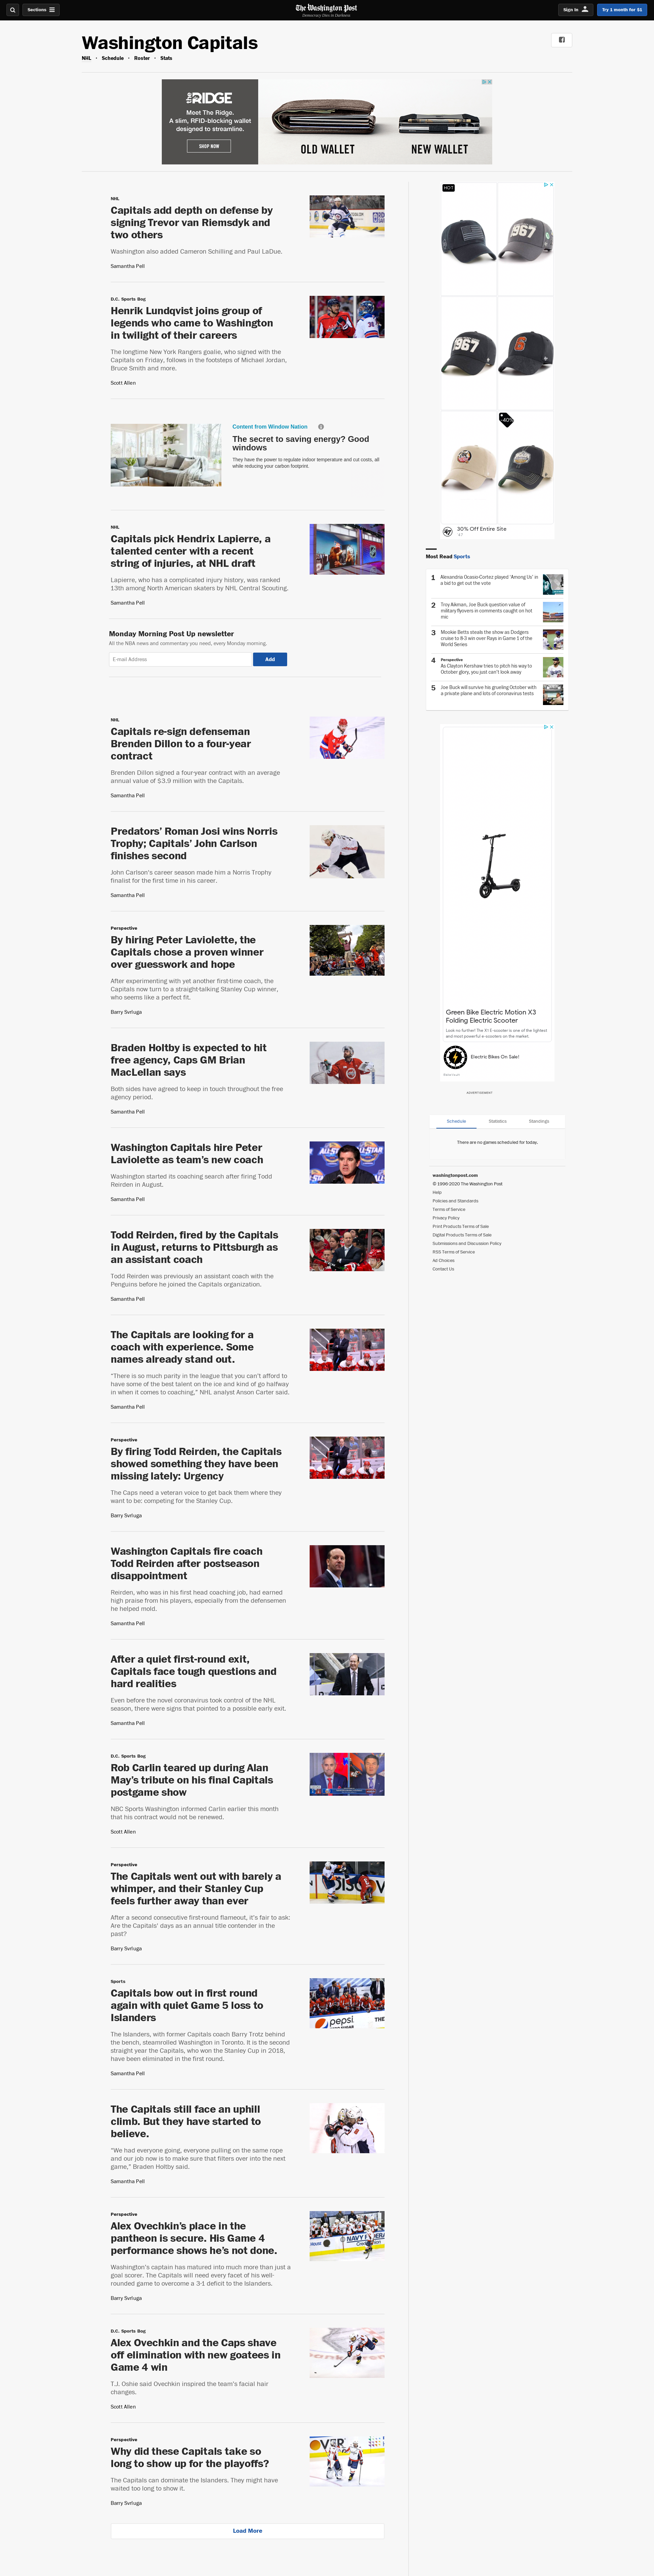 Sections
The Washington Post
Democracy Dies in Darkness
Sign In
Try 1 month for $1
Washington Capitals
NHL • Schedule • Roster • Stats
the RIDGE
Meet The Ridge.
A slim, RFID-blocking wallet
designed to streamline.
SHOP NOW
OLD WALLET
NEW WALLET
NHL
Capitals add depth on defense by
signing Trevor van Riemsdyk and
two others
Washington also added Cameron Schilling and Paul LaDue.
Samantha Pell
D.C. Sports Bog
Henrik Lundqvist joins group of
legends who came to Washington
in twilight of their careers
The longtime New York Rangers goalie, who signed with the
Capitals on Friday, follows in the footsteps of Michael Jordan,
Bruce Smith and more.
Scott Allen
Content from Window Nation
The secret to saving energy? Good
windows
They have the power to regulate indoor temperature and cut costs, all
while reducing your carbon footprint.
NHL
Capitals pick Hendrix Lapierre, a
talented center with a recent
string of injuries, at NHL draft
Lapierre, who has a complicated injury history, was ranked
13th among North American skaters by NHL Central Scouting.
Samantha Pell
Monday Morning Post Up newsletter
All the NBA news and commentary you need, every Monday morning.
E-mail Address
Add
NHL
Capitals re-sign defenseman
Brenden Dillon to a four-year
contract
Brenden Dillon signed a four-year contract with an average
annual value of $3.9 million with the Capitals.
Samantha Pell
Predators' Roman Josi wins Norris
Trophy; Capitals' John Carlson
finishes second
John Carlson's career season made him a Norris Trophy
finalist for the first time in his career.
Samantha Pell
Perspective
By hiring Peter Laviolette, the
Capitals chose a proven winner
over guesswork and hope
After experimenting with yet another first-time coach, the
Capitals now turn to a straight-talking Stanley Cup winner,
who seems like a perfect fit.
Barry Svrluga
Braden Holtby is expected to hit
free agency, Caps GM Brian
MacLellan says
Both sides have agreed to keep in touch throughout the free
agency period.
Samantha Pell
Washington Capitals hire Peter
Laviolette as team's new coach
Washington started its coaching search after firing Todd
Reirden in August.
Samantha Pell
Todd Reirden, fired by the Capitals
in August, returns to Pittsburgh as
an assistant coach
Todd Reirden was previously an assistant coach with the
Penguins before he joined the Capitals organization.
Samantha Pell
The Capitals are looking for a
coach with experience. Some
names already stand out.
"There is so much parity in the league that you can't afford to
have some of the best talent on the ice and kind of go halfway
in when it comes to coaching," NHL analyst Anson Carter said.
Samantha Pell
Perspective
By firing Todd Reirden, the Capitals
showed something they have been
missing lately: Urgency
The Caps need a veteran voice to get back them where they
want to be: competing for the Stanley Cup.
Barry Svrluga
Washington Capitals fire coach
Todd Reirden after postseason
disappointment
Reirden, who was in his first head coaching job, had earned
high praise from his players, especially from the defensemen
he helped mold.
Samantha Pell
After a quiet first-round exit,
Capitals face tough questions and
hard realities
Even before the novel coronavirus took control of the NHL
season, there were signs that pointed to a possible early exit.
Samantha Pell
D.C. Sports Bog
Rob Carlin teared up during Alan
May's tribute on his final Capitals
postgame show
NBC Sports Washington informed Carlin earlier this month
that his contract would not be renewed.
Scott Allen
Perspective
The Capitals went out with barely a
whimper, and their Stanley Cup
feels further away than ever
After a second consecutive first-round flameout, it's fair to ask:
Are the Capitals' days as an annual title contender in the
past?
Barry Svrluga
Sports
Capitals bow out in first round
again with quiet Game 5 loss to
Islanders
The Islanders, with former Capitals coach Barry Trotz behind
the bench, steamrolled Washington in Toronto. It is the second
straight year the Capitals, who won the Stanley Cup in 2018,
have been eliminated in the first round.
Samantha Pell
pepsi
The Capitals still face an uphill
climb. But they have started to
believe.
"We had everyone going, everyone pulling on the same rope
and our job now is to make sure that filters over into the next
game," Braden Holtby said.
Samantha Pell
Perspective
Alex Ovechkin's place in the
pantheon is secure. His Game 4
performance shows he's not done.
Washington's captain has matured into much more than just a
goal scorer. The Capitals will need every facet of his well-
rounded game to overcome a 3-1 deficit to the Islanders.
Barry Svrluga
D.C. Sports Bog
Alex Ovechkin and the Caps shave
off elimination with new goatees in
Game 4 win
T.J. Oshie said Ovechkin inspired the team's facial hair
changes.
Scott Allen
Perspective
Why did these Capitals take so
long to show up for the playoffs?
The Capitals can dominate the Islanders. They might have
waited too long to show it.
Barry Svrluga
Load More
HOT
967
967
30% Off Entire Site
47
Most Read Sports
1 Alexandria Ocasio-Cortez played 'Among Us' in
a bid to get out the vote
2 Troy Aikman, Joe Buck question value of
military flyovers in comments caught on hot
mic
3 Mookie Betts steals the show as Dodgers
cruise to 8-3 win over Rays in Game 1 of the
World Series
4 Perspective
As Clayton Kershaw tries to pitch his way to
October glory, you just can't look away
5 Joe Buck will survive his grueling October with
a private plane and lots of coronavirus tests
Green Bike Electric Motion X3
Folding Electric Scooter
Look no further! The X1 E-scooter is one of the lightest
and most powerful e-scooters on the market.
Electric Bikes On Sale!
ADVERTISEMENT
Schedule
Statistics
Standings
There are no games scheduled for today.
washingtonpost.com
© 1996-2020 The Washington Post
Help
Policies and Standards
Terms of Service
Privacy Policy
Print Products Terms of Sale
Digital Products Terms of Sale
Submissions and Discussion Policy
RSS Terms of Service
Ad Choices
Contact Us